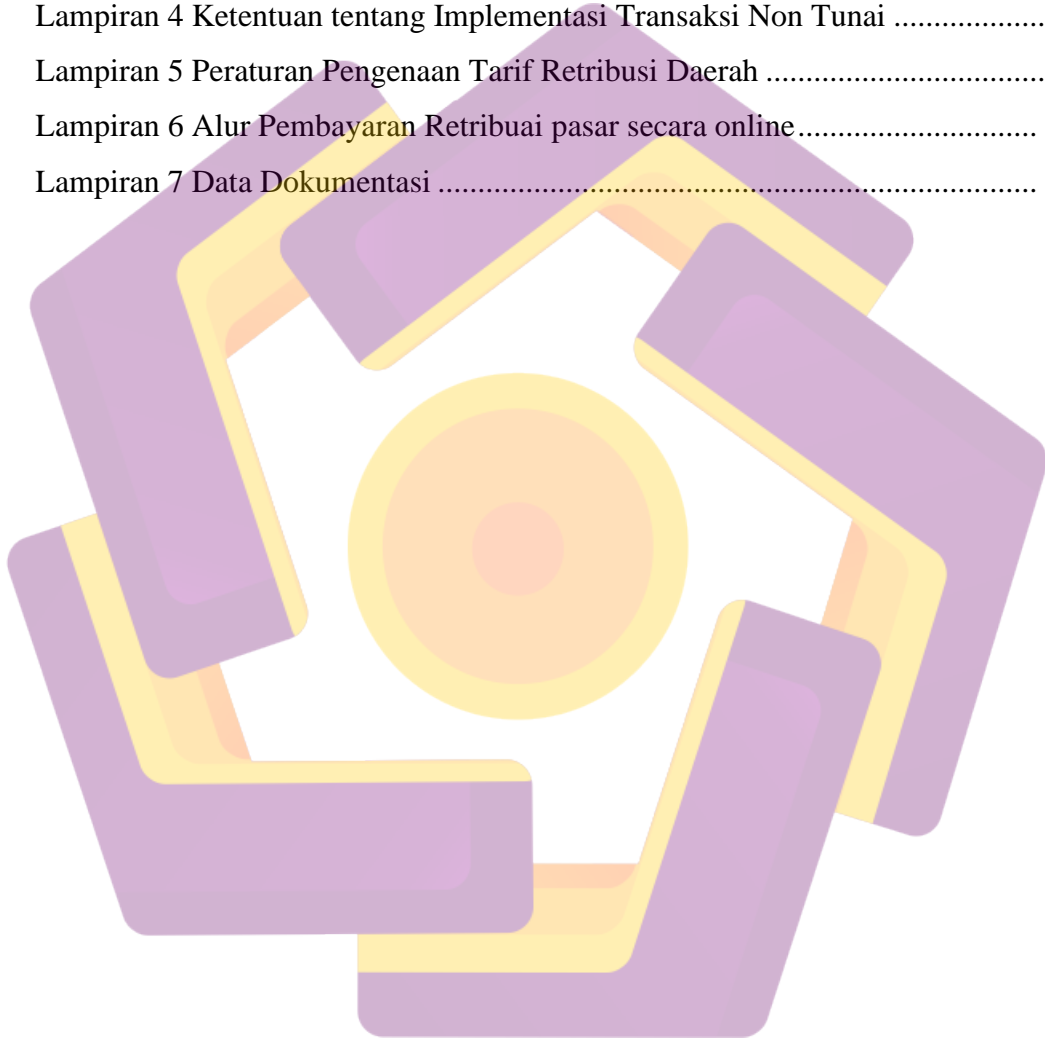 Lampiran 4 Ketentuan tentang Implementasi Transaksi Non Tunai ...................
Lampiran 5 Peraturan Pengenaan Tarif Retribusi Daerah ...................................
Lampiran 6 Alur Pembayaran Retribuai pasar secara online..............................
Lampiran 7 Data Dokumentasi ...........................................................................